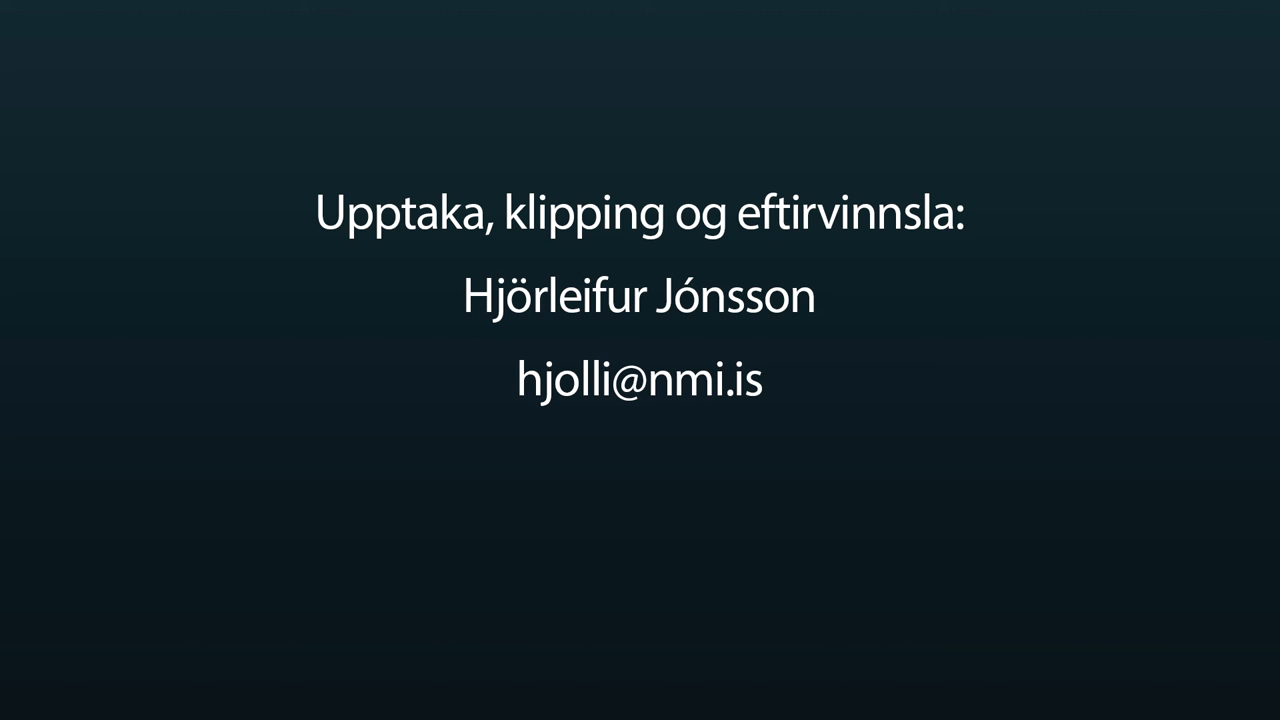 Upptaka, klipping og eftirvinnsla:
Hjörleifur Jónsson
hjolli@nmi.is